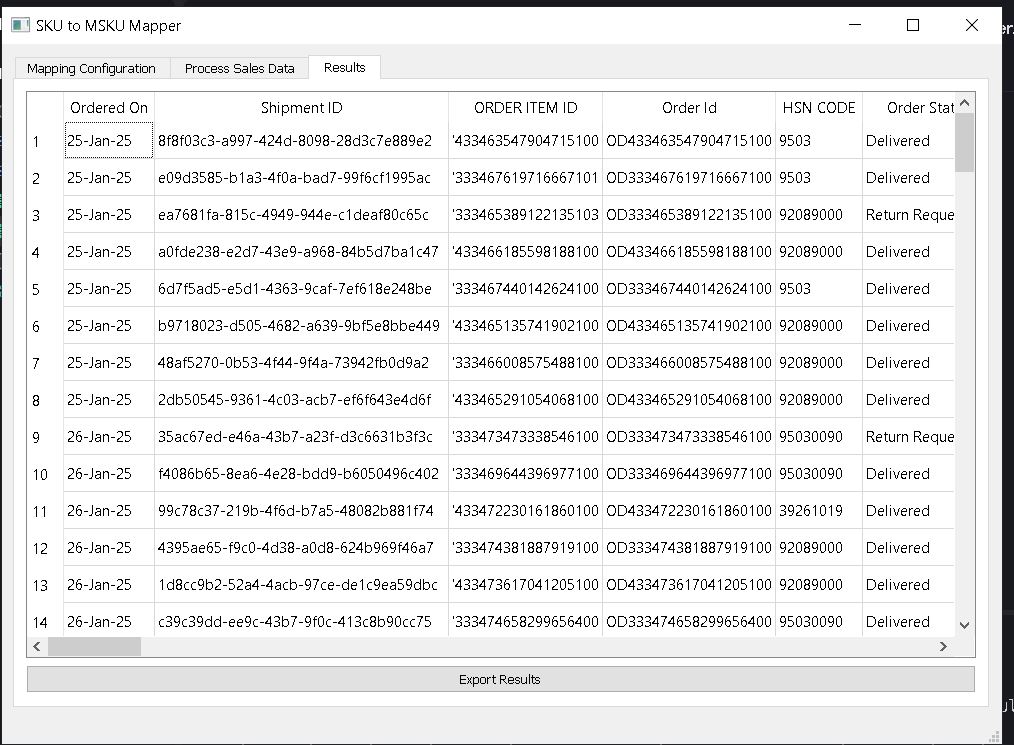 SKU to MSKU Mapper
Mapping Configuration Process Sales Data Results
Ordered On Shipment ID ORDER ITEM ID Order Id HSN CODE Order Stat
1 25-Jan-25 8f8f03c3-a997-424d-8098-28d3c7e889e2 '433463547904715100 OD433463547904715100 9503 Delivered
2 25-Jan-25 e09d3585-b1a3-4f0a-bad7-99f6cf1995ac '333467619716667101 OD333467619716667100 9503 Delivered
3 25-Jan-25 ea7681fa-815c-4949-944e-c1deaf80c65c '333465389122135103 OD333465389122135100 92089000 Return Reque
4 25-Jan-25 a0fde238-e2d7-43e9-a968-84b5d7ba1c47 '433466185598188100 OD433466185598188100 92089000 Delivered
5 25-Jan-25 6d7f5ad5-e5d1-4363-9caf-7ef618e248be '333467440142624100 OD333467440142624100 9503 Delivered
6 25-Jan-25 b9718023-d505-4682-a639-9bf5e8bbe449 '433465135741902100 OD433465135741902100 92089000 Delivered
7 25-Jan-25 48af5270-0b53-4f44-9f4a-73942fb0d9a2 '333466008575488100 OD333466008575488100 92089000 Delivered
8 25-Jan-25 2db50545-9361-4c03-acb7-ef6f643e4d6f '433465291054068100 OD433465291054068100 92089000 Delivered
9 26-Jan-25 35ac67ed-e46a-43b7-a23f-d3c6631b3f3c '333473473338546100 OD333473473338546100 95030090 Return Reque
10 26-Jan-25 f4086b65-8ea6-4e28-bdd9-b6050496c402 '333469644396977100 OD333469644396977100 95030090 Delivered
11 26-Jan-25 99c78c37-219b-4f6d-b7a5-48082b881f74 '433472230161860100 OD433472230161860100 39261019 Delivered
12 26-Jan-25 4395ae65-f9c0-4d38-a0d8-624b969f46a7 '333474381887919100 OD333474381887919100 92089000 Delivered
13 26-Jan-25 1d8cc9b2-52a4-4acb-97ce-de1c9ea59dbc '433473617041205100 OD433473617041205100 92089000 Delivered
14 26-Jan-25 c39c39dd-ee9c-43b7-9f0c-413c8b90cc75 '333474658299656400 OD333474658299656400 95030090 Delivered
Export Results